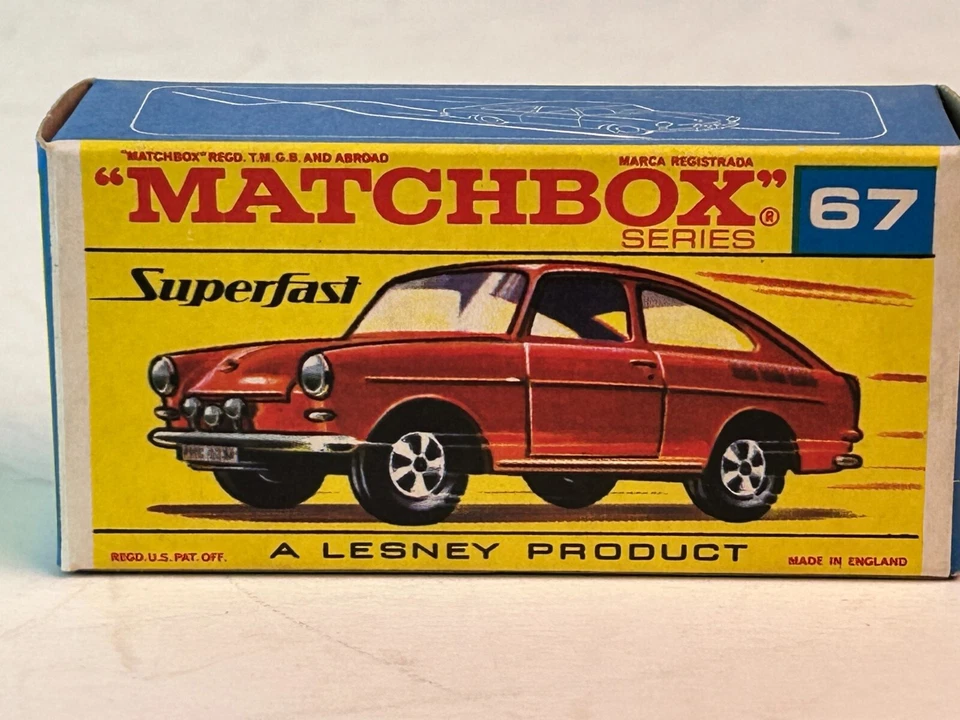 "MATCHBOX" REGD. T.M. G.B. AND ABROAD
MARCA REGISTRADA
"MATCHBOX"®
SERIES
67
Superfast
REGD. U.S. PAT. OFF.
A LESNEY PRODUCT
MADE IN ENGLAND